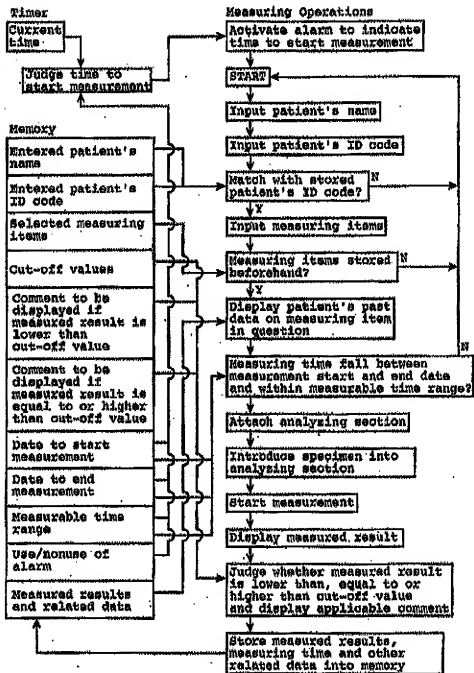 Timer
Current
time
Judge time to
start measurement
Memory
Entered patient's
name
Entered patient's
ID code
Selected measuring
items
Cut-off values
Comment to be
displayed if
measured result is
lower than
cut-off value
Comment to be
displayed if
measured result is
equal to or higher
than cut-off value
Date to start
measurement
Date to end
measurement
Measurable time
range
Use/nonuse of
alarm
Measured results
and related data
Measuring Operations
Activate alarm to indicate
time to start measurement
START
Input patient's name
Input patient's ID code
Match with stored
patient's ID code?
N
Y
Input measuring items
Measuring items stored
beforehand?
N
Y
Display patient's past
data on measuring item
in question
N
Measuring time fall between
measurement start and end date
and within measurable time range?
Attach analyzing section
Introduce specimen into
analyzing section
Start measurement
Display measured result
Judge whether measured result
is lower than, equal to or
higher than cut-off value
and display applicable comment
Store measured results,
measuring time and other
related data into memory